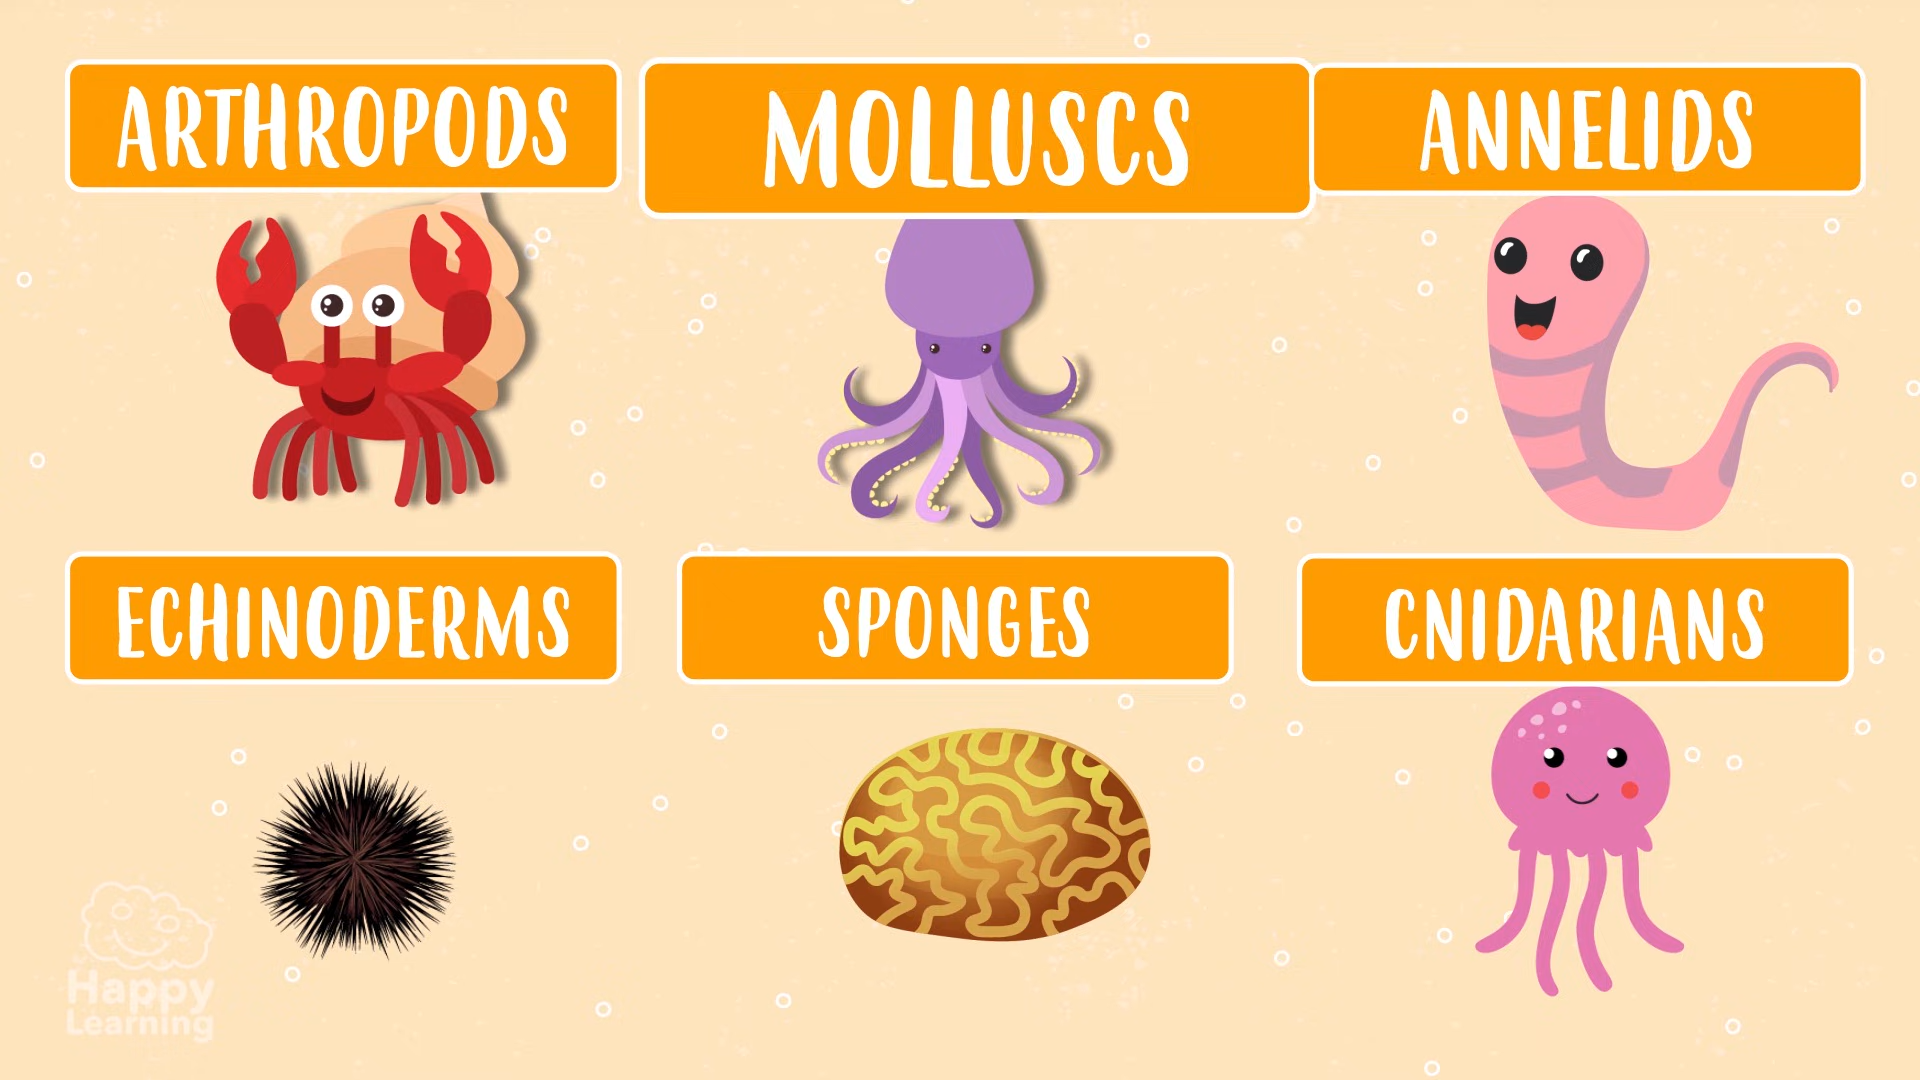 ARTHROPODS
MOLLUSCS
ANNELIDS
ECHINODERMS
SPONGES
CNIDARIANS
Happy
Learning